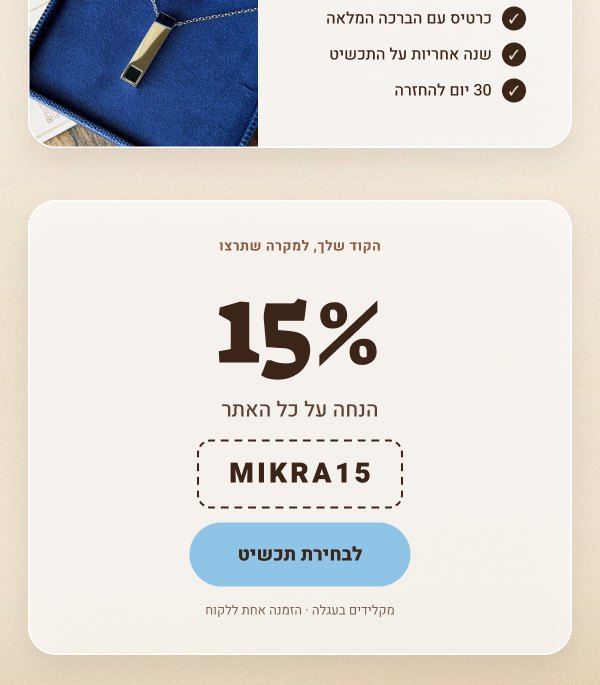 כרטיס עם הברכה המלאה
שנה אחריות על התכשיט
30 יום להחזרה
הקוד שלך, למקרה שתרצו
15%
הנחה על כל האתר
MIKRA15
לבחירת תכשיט
מקלידים בעגלה · הזמנה אחת ללקוח